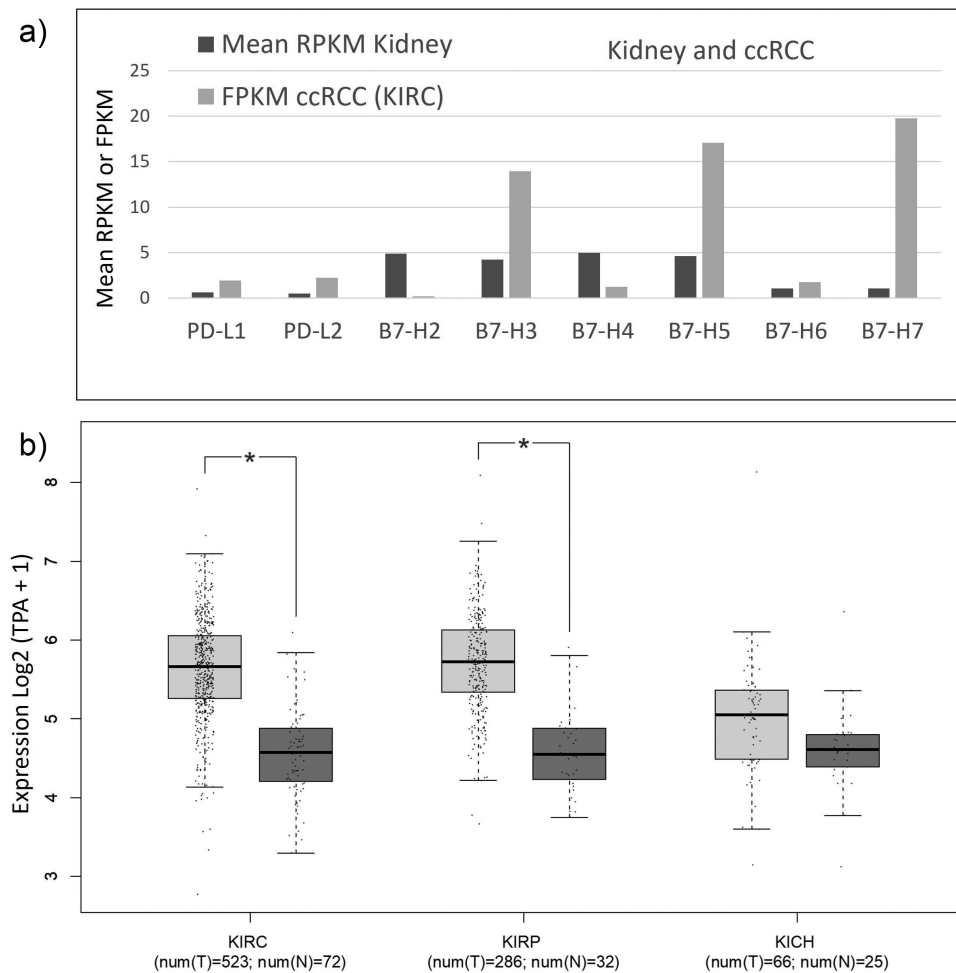 a)
Mean RPKM Kidney
Kidney and ccRCC
FPKM ccRCC (KIRC)
Mean RPKM or FPKM
25
20
15
10
5
0
PD-L1 PD-L2 B7-H2 B7-H3 B7-H4 B7-H5 B7-H6 B7-H7
b)
* *
Expression Log2 (TPA + 1)
8
7
6
5
4
3
KIRC KIRP KICH
(num(T)=523; num(N)=72) (num(T)=286; num(N)=32) (num(T)=66; num(N)=25)